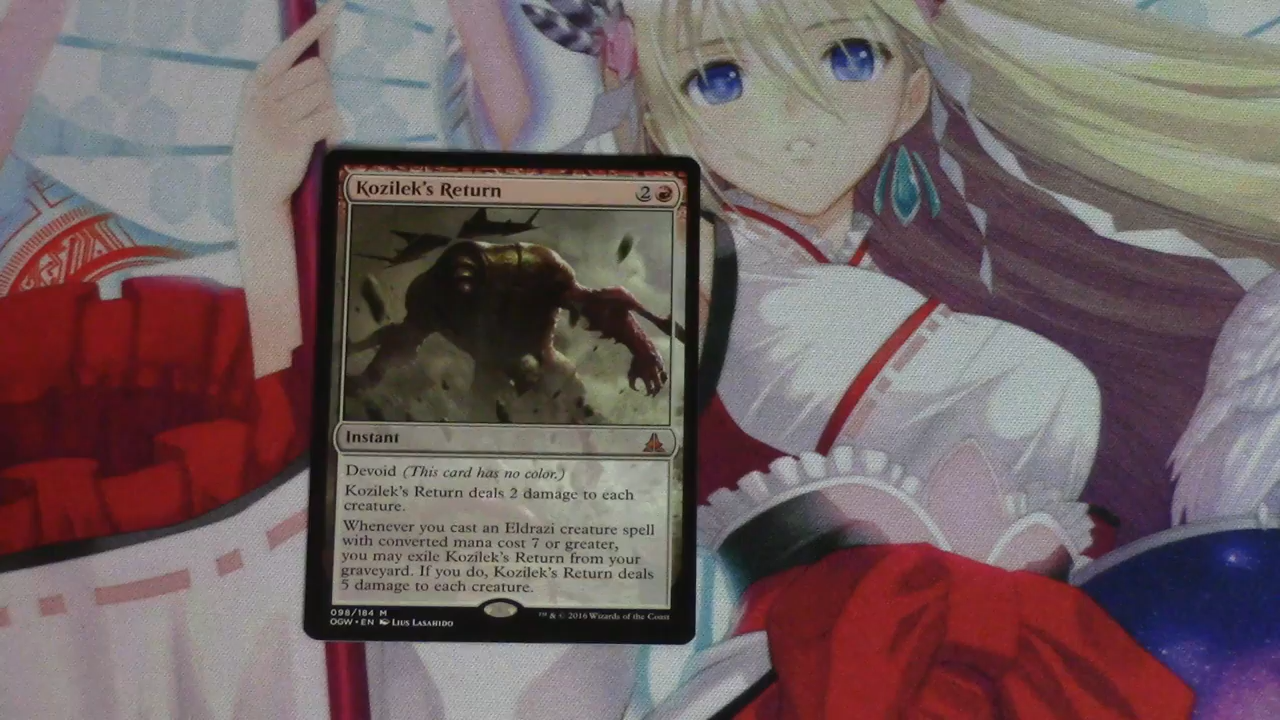 Kozilek's Return 2
Instant
Devoid (This card has no color.)
Kozilek's Return deals 2 damage to each
creature.
Whenever you cast an Eldrazi creature spell
with converted mana cost 7 or greater,
you may exile Kozilek's Return from your
graveyard. If you do, Kozilek's Return deals
5 damage to each creature.
098/184 M
OGW • EN Lius Lasahido
™ & © 2016 Wizards of the Coast